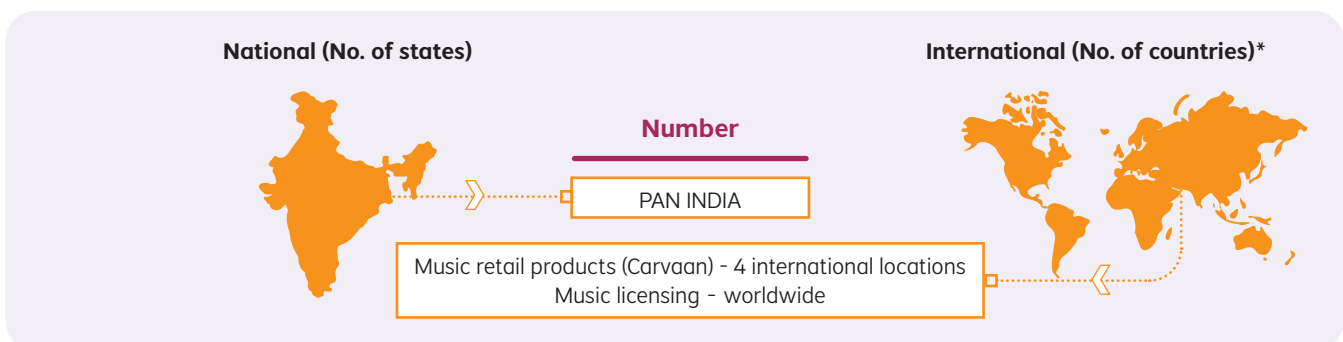 National (No. of states)
International (No. of countries)*
Number
PAN INDIA
Music retail products (Carvaan) - 4 international locations
Music licensing - worldwide